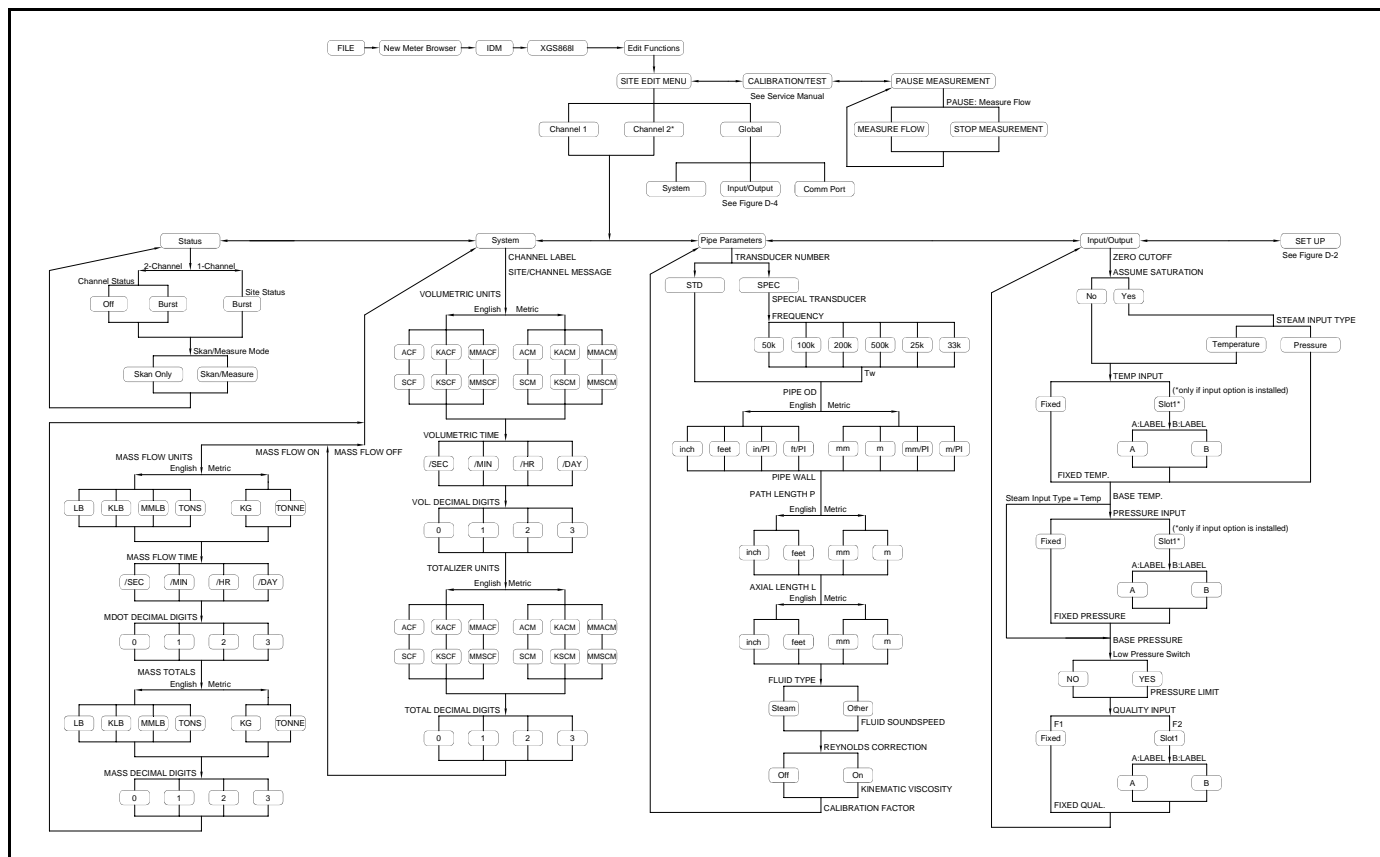 FILE
New Meter Browser
IDM
XGS868I
Edit Functions
SITE EDIT MENU
CALIBRATION/TEST
PAUSE MEASUREMENT
See Service Manual
PAUSE: Measure Flow
Channel 1
Channel 2*
Global
MEASURE FLOW
STOP MEASUREMENT
System
Input/Output
Comm Port
See Figure D-4
Status
System
Pipe Parameters
Input/Output
SET UP
See Figure D-2
2-Channel
1-Channel
Channel Status
Site Status
Off
Burst
Burst
Skan/Measure Mode
Skan Only
Skan/Measure
MASS FLOW ON
MASS FLOW OFF
MASS FLOW UNITS
English
Metric
LB
KLB
MMLB
TONS
KG
TONNE
MASS FLOW TIME
/SEC
/MIN
/HR
/DAY
MDOT DECIMAL DIGITS
0
1
2
3
MASS TOTALS
English
Metric
LB
KLB
MMLB
TONS
KG
TONNE
MASS DECIMAL DIGITS
0
1
2
3
CHANNEL LABEL
SITE/CHANNEL MESSAGE
VOLUMETRIC UNITS
English
Metric
ACF
KACF
MMACF
ACM
KACM
MMACM
SCF
KSCF
MMSCF
SCM
KSCM
MMSCM
VOLUMETRIC TIME
/SEC
/MIN
/HR
/DAY
VOL. DECIMAL DIGITS
0
1
2
3
TOTALIZER UNITS
English
Metric
ACF
KACF
MMACF
ACM
KACM
MMACM
SCF
KSCF
MMSCF
SCM
KSCM
MMSCM
TOTAL DECIMAL DIGITS
0
1
2
3
TRANSDUCER NUMBER
STD
SPEC
SPECIAL TRANSDUCER
FREQUENCY
50k
100k
200k
500k
25k
33k
Tw
PIPE OD
English
Metric
inch
feet
in/PI
ft/PI
mm
m
mm/PI
m/PI
PIPE WALL
PATH LENGTH P
English
Metric
inch
feet
mm
m
AXIAL LENGTH L
English
Metric
inch
feet
mm
m
FLUID TYPE
Steam
Other
FLUID SOUNDSPEED
REYNOLDS CORRECTION
Off
On
KINEMATIC VISCOSITY
CALIBRATION FACTOR
ZERO CUTOFF
ASSUME SATURATION
No
Yes
STEAM INPUT TYPE
Temperature
Pressure
TEMP INPUT
(*only if input option is installed)
Fixed
Slot1*
A:LABEL
B:LABEL
A
B
FIXED TEMP.
BASE TEMP.
Steam Input Type = Temp
PRESSURE INPUT
(*only if input option is installed)
Fixed
Slot1*
A:LABEL
B:LABEL
A
B
FIXED PRESSURE
BASE PRESSURE
Low Pressure Switch
NO
YES
PRESSURE LIMIT
QUALITY INPUT
F1
F2
Fixed
Slot1
A:LABEL
B:LABEL
A
B
FIXED QUAL.